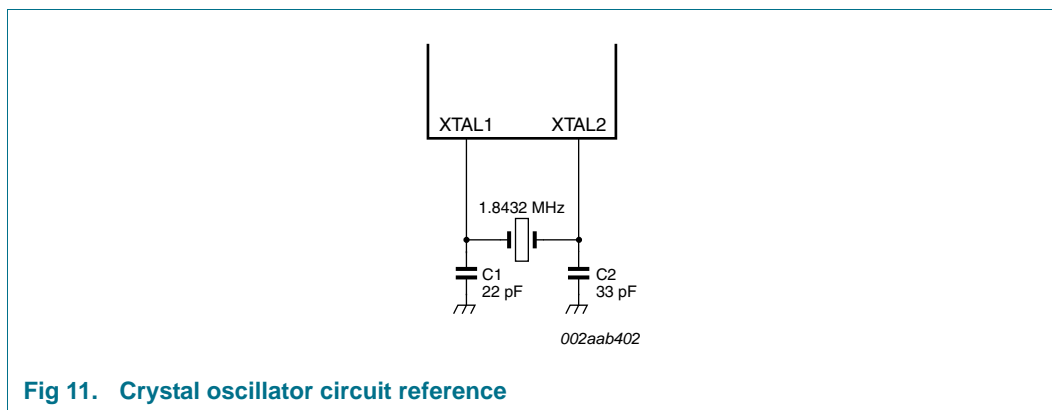 XTAL1 XTAL2
1.8432 MHz
C1 C2
22 pF 33 pF
002aab402
Fig 11. Crystal oscillator circuit reference